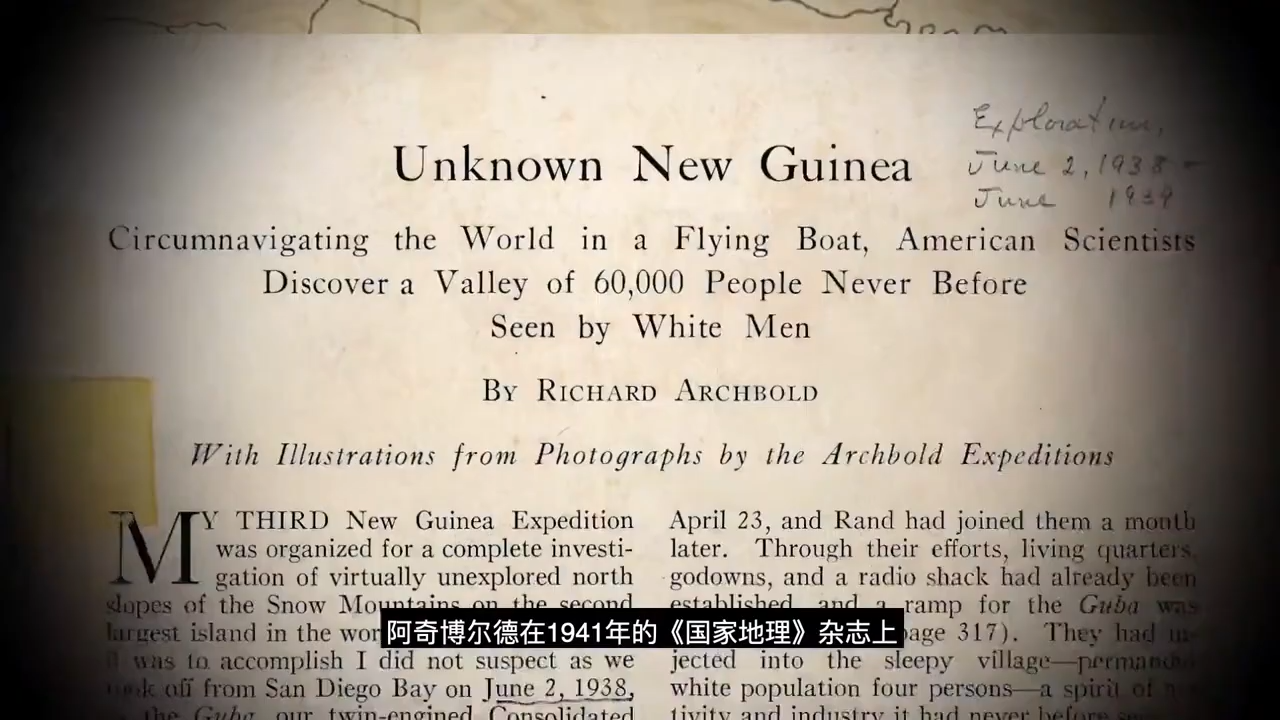 Exploration,
June 2, 1938 -
June 1939
Unknown New Guinea
Circumnavigating the World in a Flying Boat, American Scientists
Discover a Valley of 60,000 People Never Before
Seen by White Men
By Richard Archbold
With Illustrations from Photographs by the Archbold Expeditions
MY THIRD New Guinea Expedition
was organized for a complete investi-
gation of virtually unexplored north
slopes of the Snow Mountains on the second
largest island in the wor
it was to accomplish I did not suspect as we
took off from San Diego Bay on June 2, 1938,
the Guba, our twin-engined Consolidated
April 23, and Rand had joined them a month
later. Through their efforts, living quarters,
godowns, and a radio shack had already been
established, and a ramp for the Guba was
page 317). They had in-
jected into the sleepy village—permanent
white population four persons—a spirit of
tivity and industry it had never before
阿奇博尔德在1941年的《国家地理》杂志上